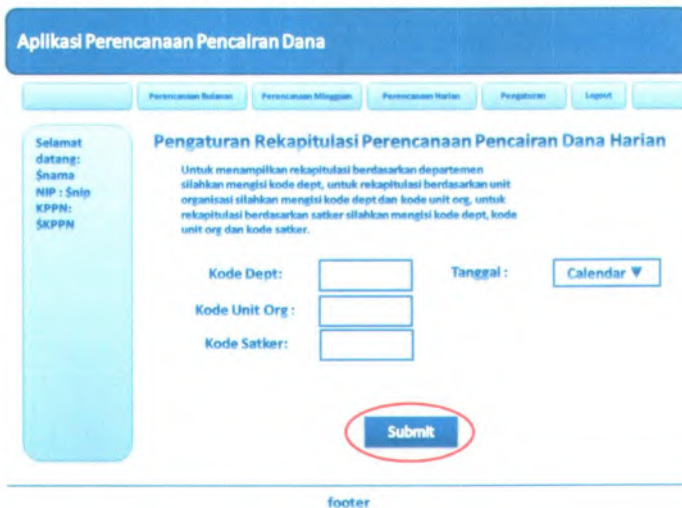 Aplikasi Perencanaan Pencairan Dana
Perencanaan Bulanan Perencanaan Mingguan Perencanaan Harian Pengaturan Logout
Selamat
datang:
$nama
NIP : $nip
KPPN:
$KPPN
Pengaturan Rekapitulasi Perencanaan Pencairan Dana Harian
Untuk menampilkan rekapitulasi berdasarkan departemen
silahkan mengisi kode dept, untuk rekapitulasi berdasarkan unit
organisasi silahkan mengisi kode dept dan kode unit org, untuk
rekapitulasi berdasarkan satker silahkan mengisi kode dept, kode
unit org dan kode satker.
Kode Dept: Tanggal : Calendar ▼
Kode Unit Org :
Kode Satker:
Submit
footer